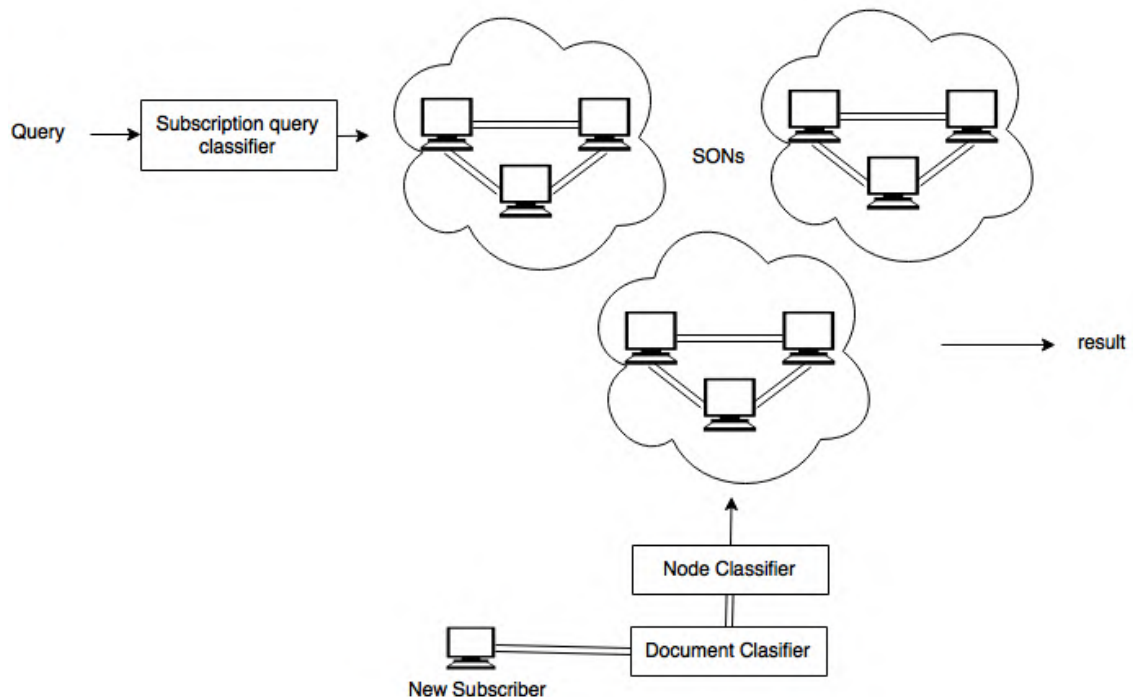 Query
Subscription query
classifier
SONs
result
Node Classifier
Document Clasifier
New Subscriber